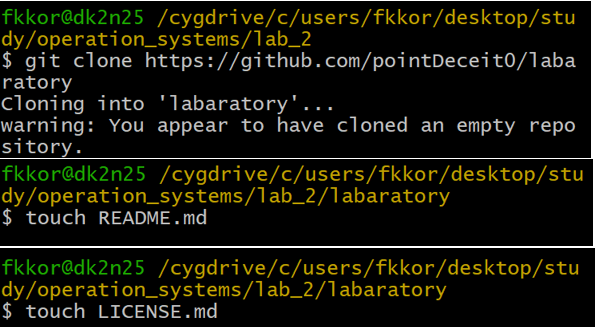 fkkor@dk2n25 /cygdrive/c/users/fkkor/desktop/stu
dy/operation_systems/lab_2
$ git clone https://github.com/pointDeceit0/laba
ratory
Cloning into 'labaratory'...
warning: You appear to have cloned an empty repo
sitory.
fkkor@dk2n25 /cygdrive/c/users/fkkor/desktop/stu
dy/operation_systems/lab_2/labaratory
$ touch README.md
fkkor@dk2n25 /cygdrive/c/users/fkkor/desktop/stu
dy/operation_systems/lab_2/labaratory
$ touch LICENSE.md